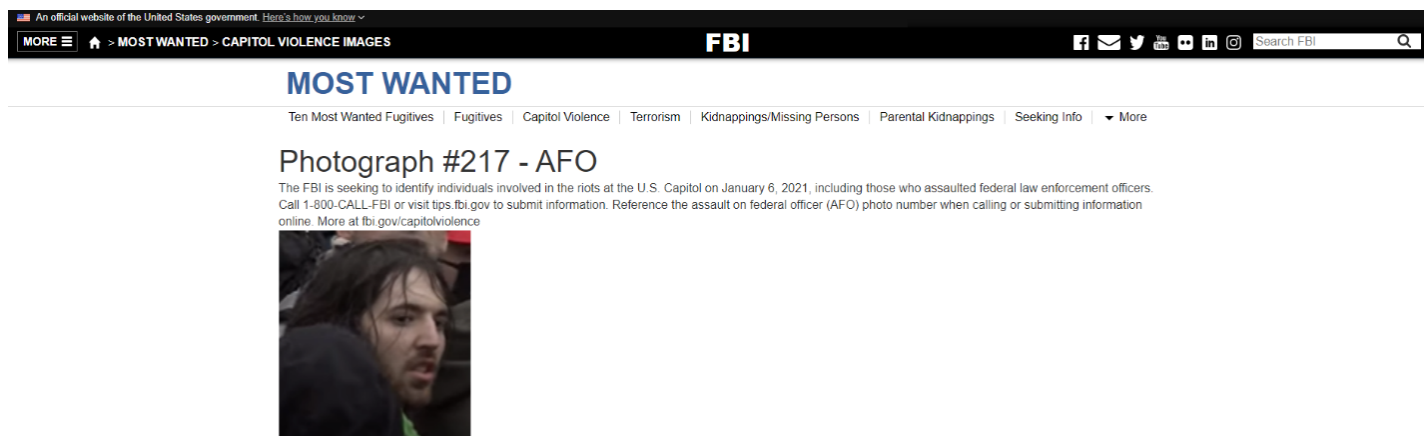 An official website of the United States government. Here's how you know
MORE > MOST WANTED > CAPITOL VIOLENCE IMAGES FBI Search FBI
MOST WANTED
Ten Most Wanted Fugitives Fugitives Capitol Violence Terrorism Kidnappings/Missing Persons Parental Kidnappings Seeking Info More
Photograph #217 - AFO
The FBI is seeking to identify individuals involved in the riots at the U.S. Capitol on January 6, 2021, including those who assaulted federal law enforcement officers.
Call 1-800-CALL-FBI or visit tips.fbi.gov to submit information. Reference the assault on federal officer (AFO) photo number when calling or submitting information
online. More at fbi.gov/capitolviolence